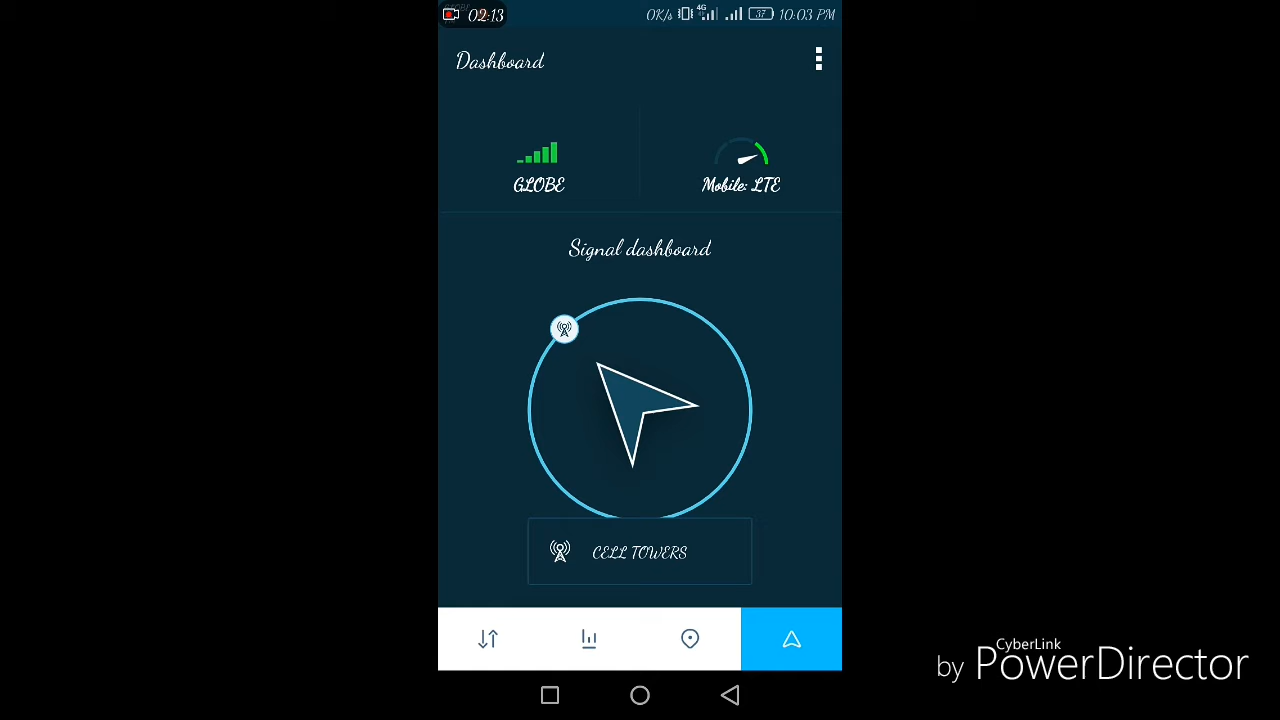 02:13
0K/s 4G 37 10:03 PM
Dashboard
GLOBE
Mobile: LTE
Signal dashboard
CELL TOWERS
CyberLink
by PowerDirector